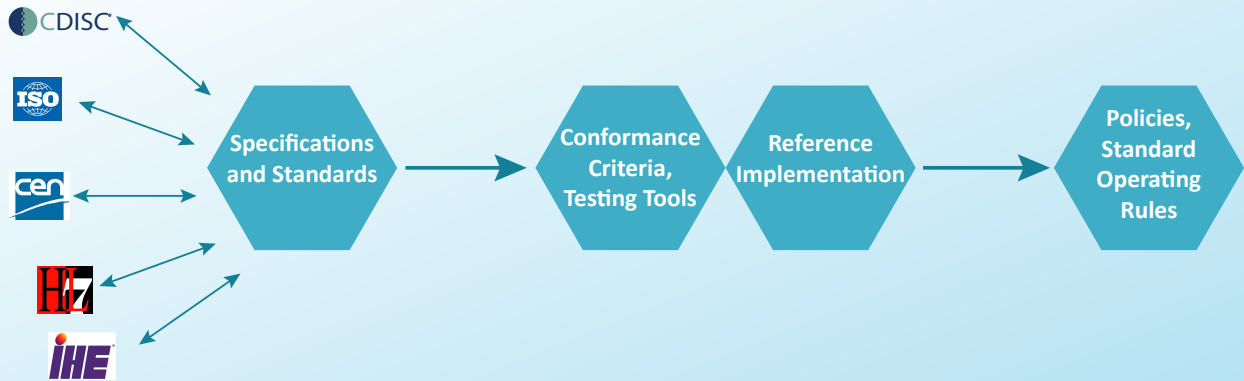 CDISC
ISO
cen
HL7
IHE
Specifications
and Standards
Conformance
Criteria,
Testing Tools
Reference
Implementation
Policies,
Standard
Operating
Rules